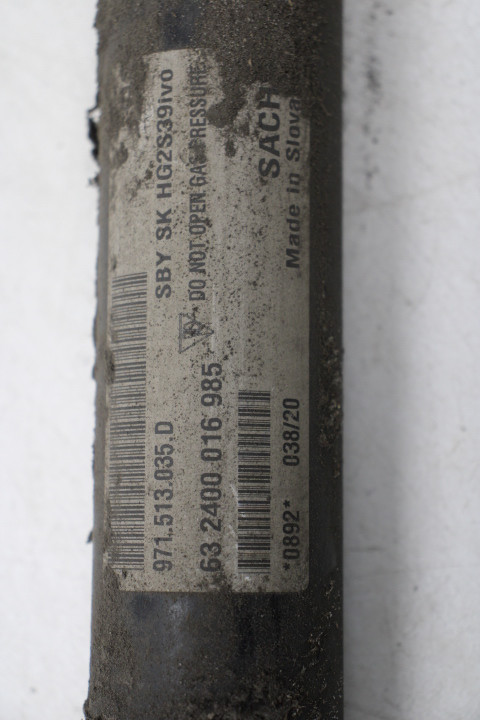 971.513.035.D SBY SK HG2S39ivo
63 2400 016 985 * DO NOT OPEN GAS PRESSURE
SACH
*0892* 038/20 Made in Slova